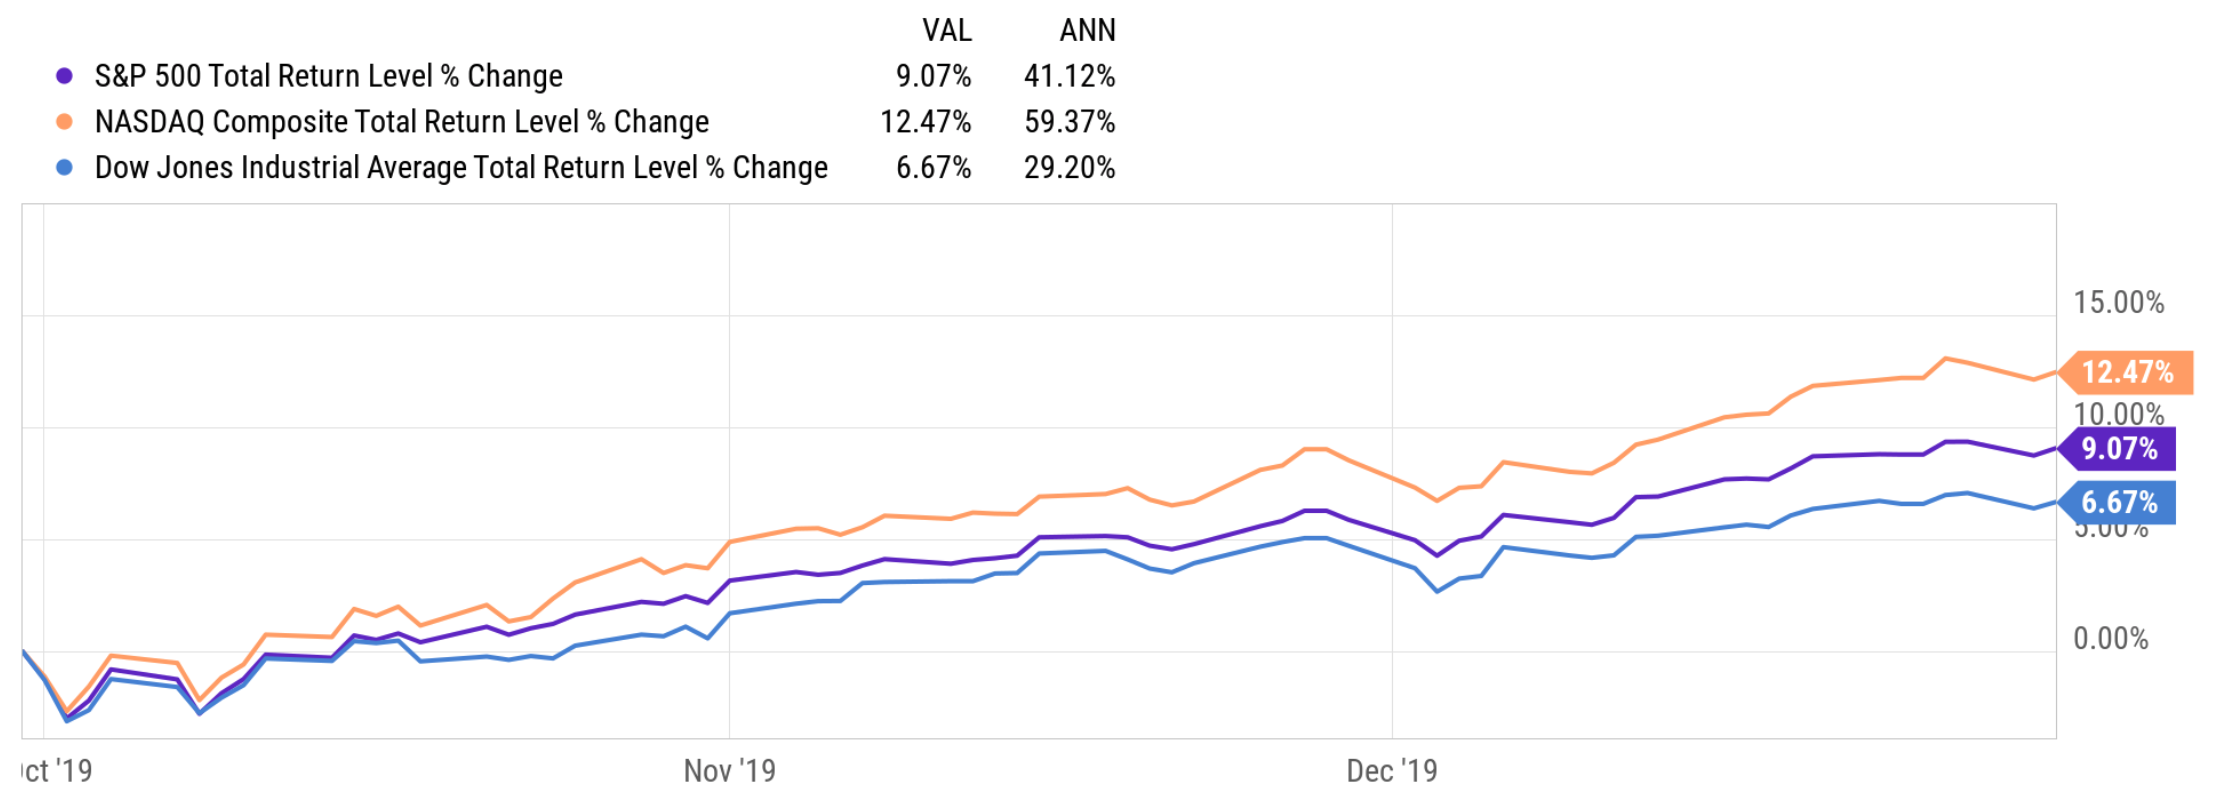 VAL ANN
S&P 500 Total Return Level % Change 9.07% 41.12%
NASDAQ Composite Total Return Level % Change 12.47% 59.37%
Dow Jones Industrial Average Total Return Level % Change 6.67% 29.20%
15.00%
12.47%
10.00%
9.07%
6.67%
5.00%
0.00%
ct '19 Nov '19 Dec '19